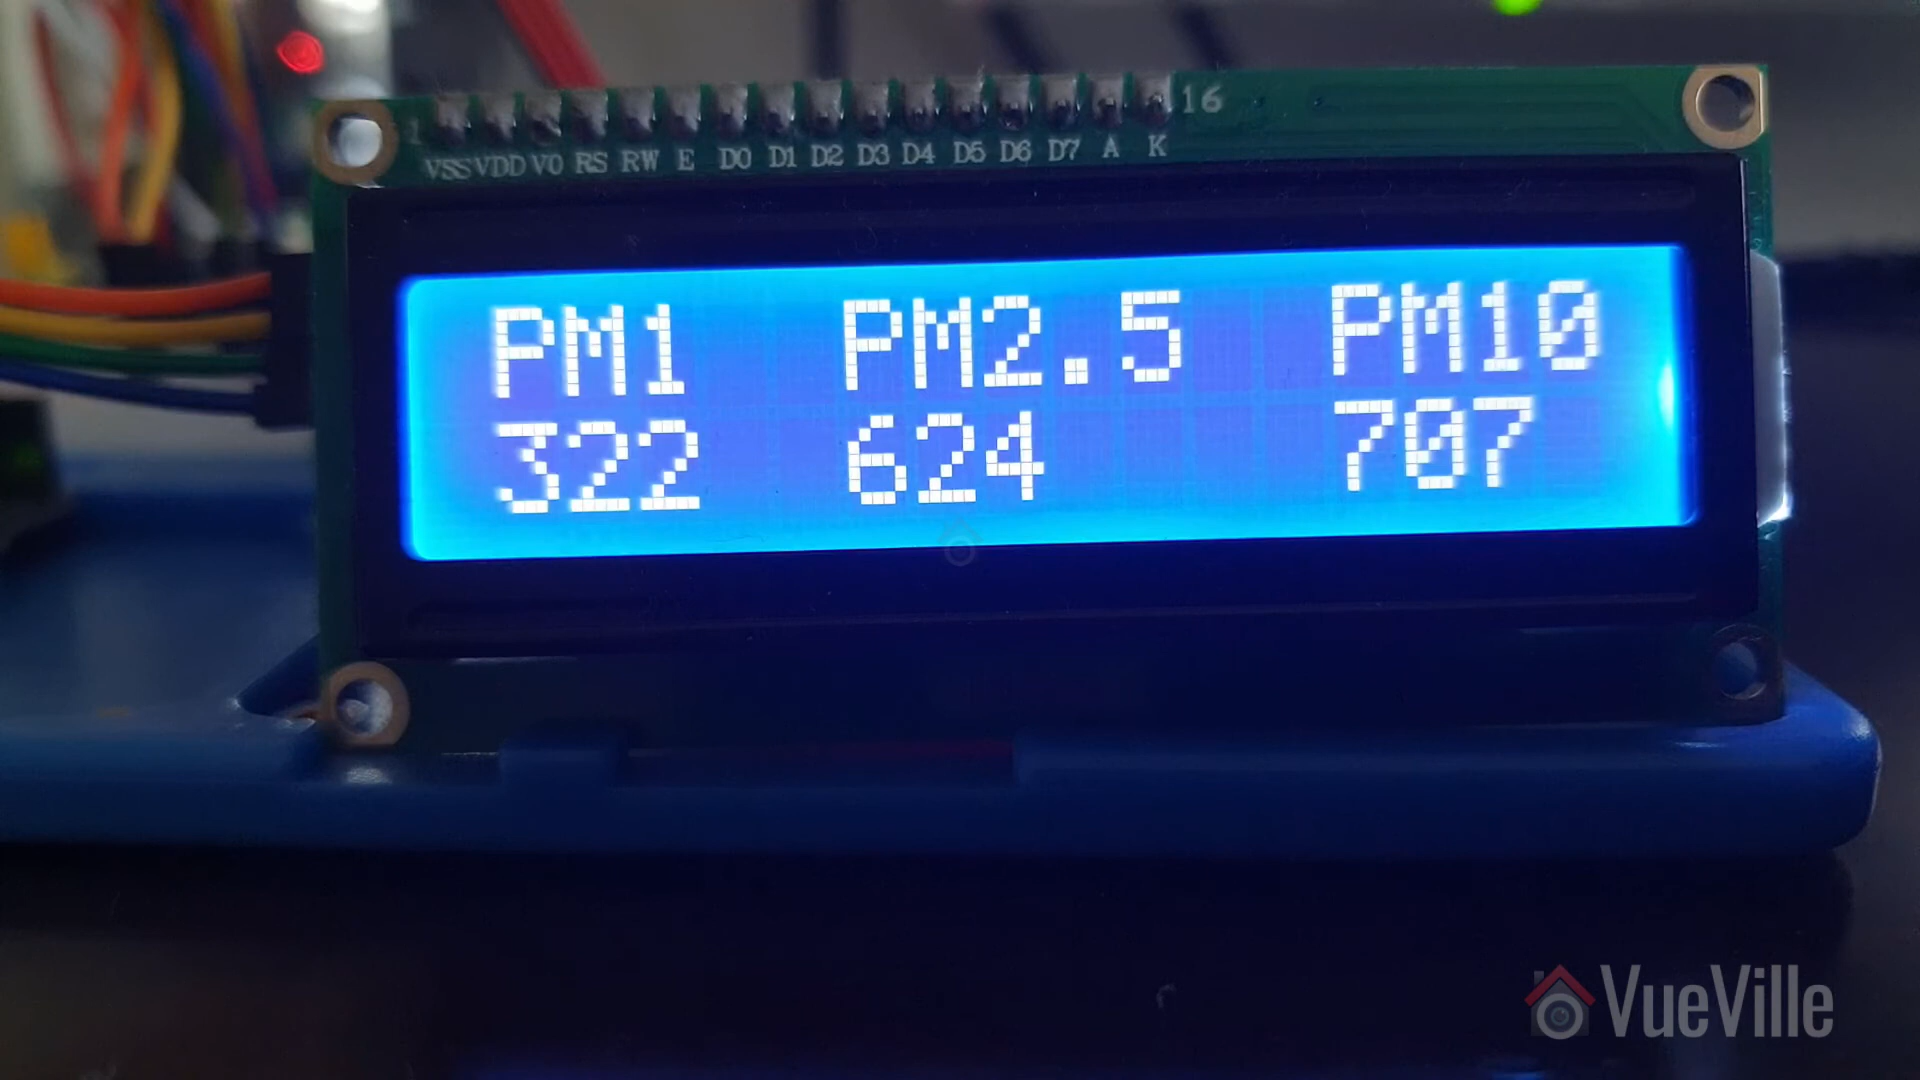 1 16
VSS VDD V0 RS RW E D0 D1 D2 D3 D4 D5 D6 D7 A K
PM1 PM2.5 PM10
322 624 707
VueVille